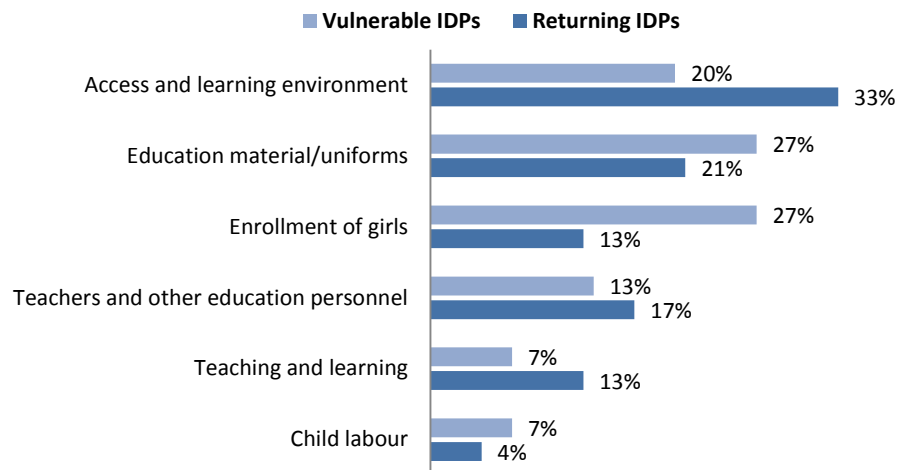 Vulnerable IDPs Returning IDPs
Access and learning environment 20%
33%
Education material/uniforms 27%
21%
Enrollment of girls 27%
13%
Teachers and other education personnel 13%
17%
Teaching and learning 7%
13%
Child labour 7%
4%